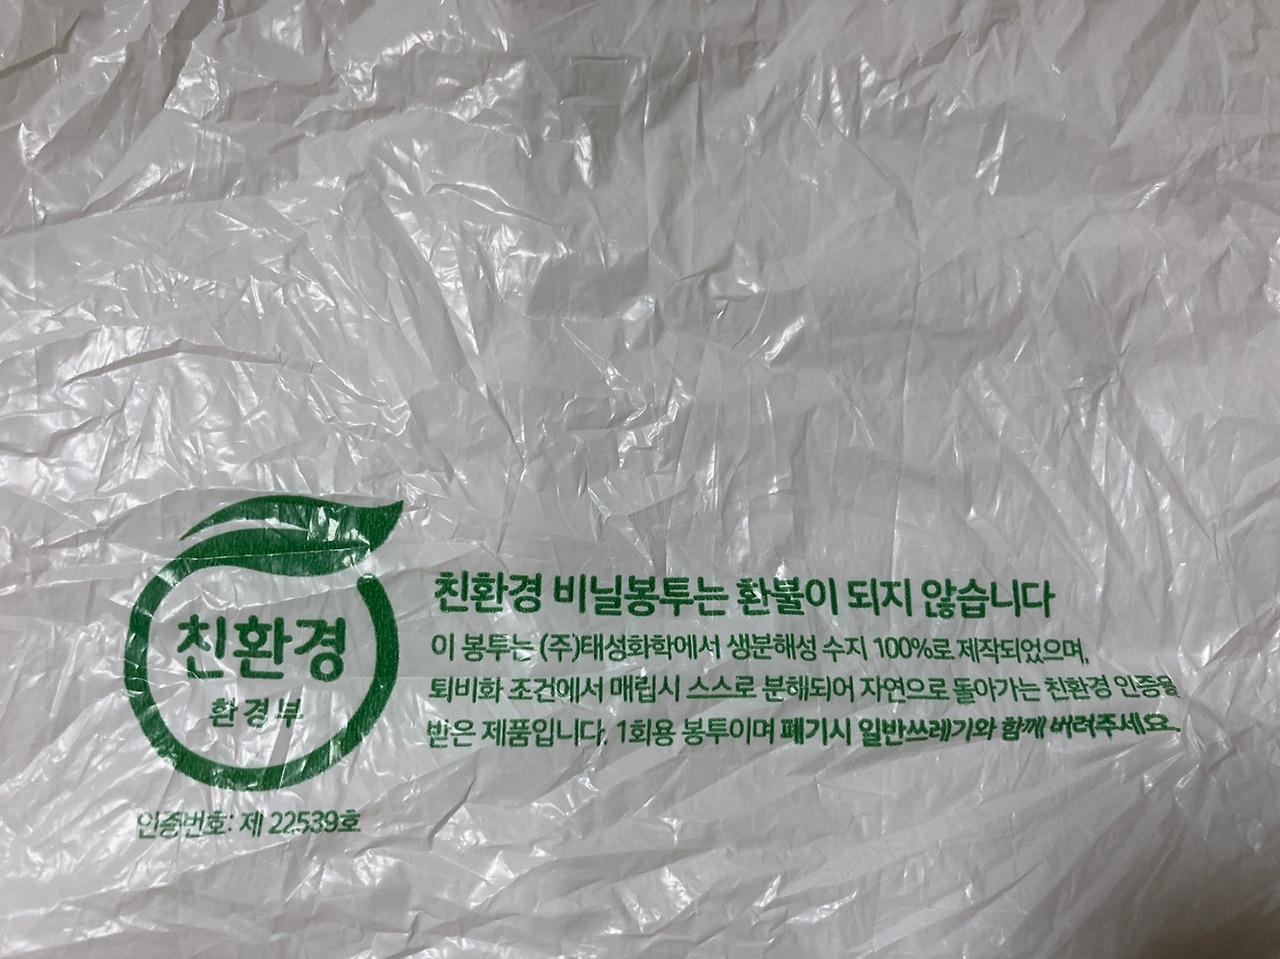 친환경
환경부
인증번호: 제 22539호
친환경 비닐봉투는 환불이 되지 않습니다
이 봉투는 (주)태성화학에서 생분해성 수지 100%로 제작되었으며,
퇴비화 조건에서 매립시 스스로 분해되어 자연으로 돌아가는 친환경 인증을
받은 제품입니다. 1회용 봉투이며 폐기시 일반쓰레기와 함께 버려주세요.